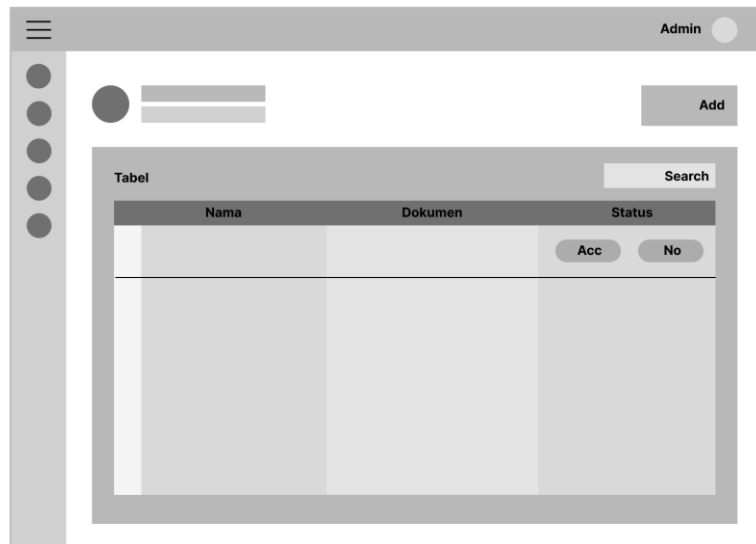 Admin
Add
Tabel
Search
Nama Dokumen Status
Acc No